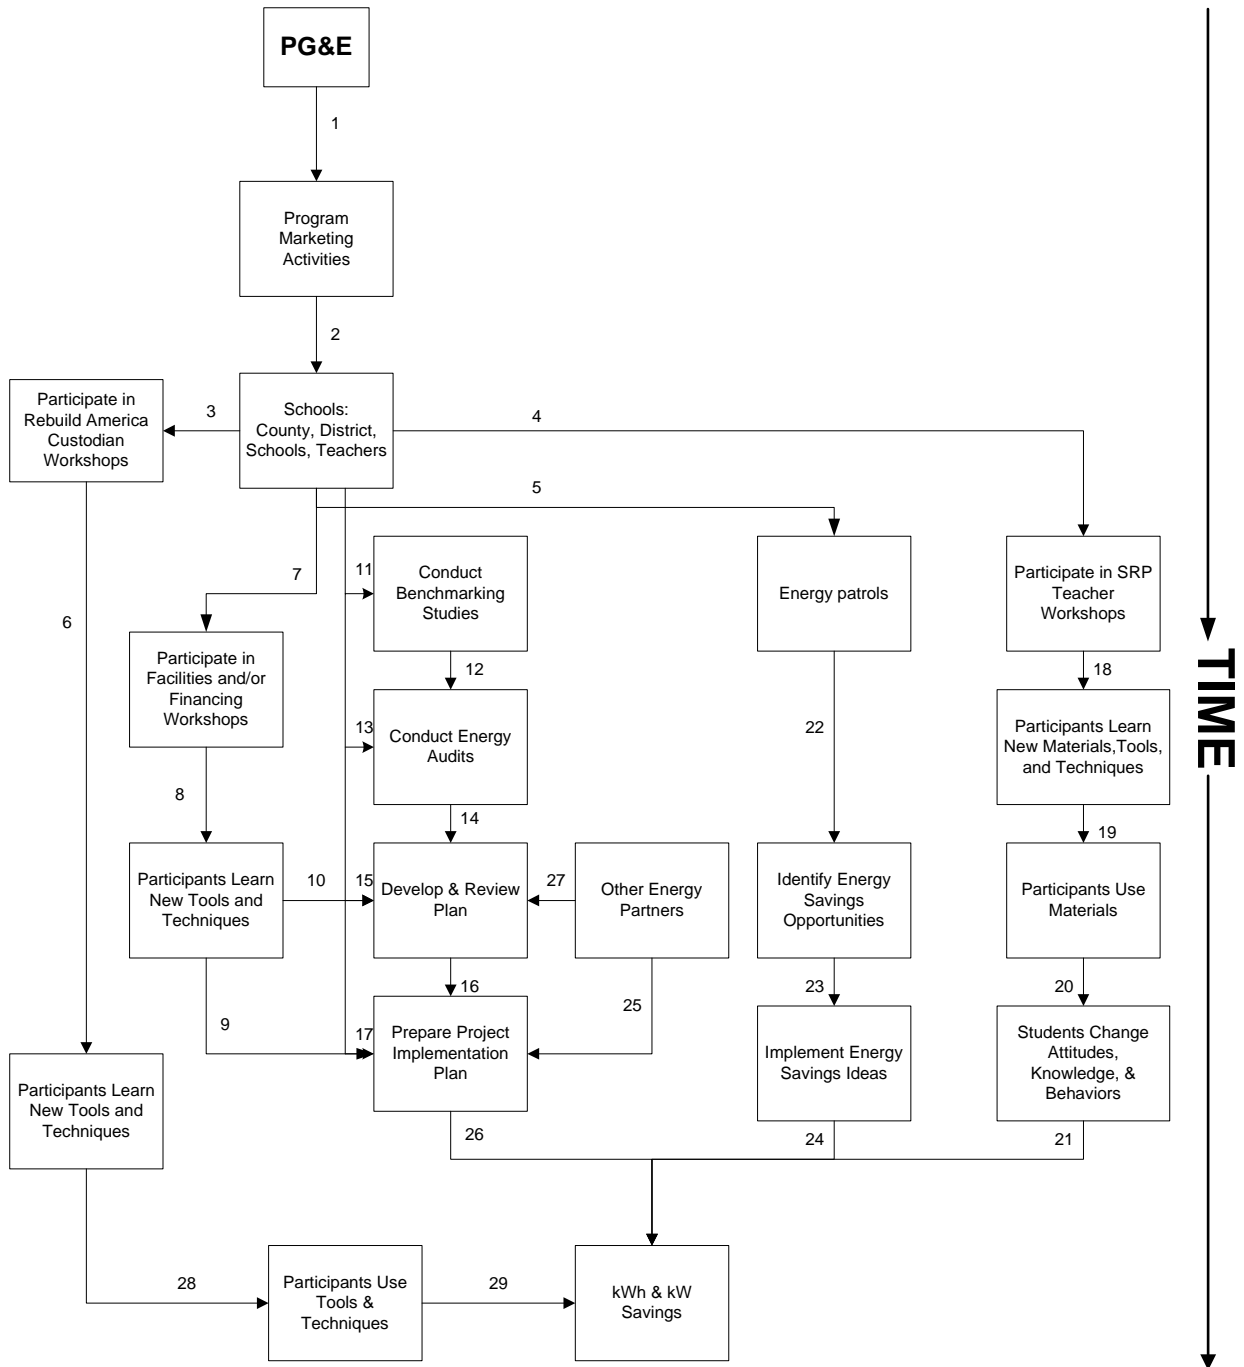 PG&E
1
Program
Marketing
Activities
2
Participate in
Rebuild America
Custodian
Workshops
3
Schools:
County, District,
Schools, Teachers
4
5
6
7
11
Conduct
Benchmarking
Studies
Energy patrols
Participate in SRP
Teacher
Workshops
Participate in
Facilities and/or
Financing
Workshops
12
18
TIME
13
Conduct Energy
Audits
22
Participants Learn
New Materials,Tools,
and Techniques
8
14
19
Participants Learn
New Tools and
Techniques
10
15
Develop & Review
Plan
27
Other Energy
Partners
Identify Energy
Savings
Opportunities
Participants Use
Materials
9
16
25
23
20
17
Prepare Project
Implementation
Plan
Implement Energy
Savings Ideas
Students Change
Attitudes,
Knowledge, &
Behaviors
Participants Learn
New Tools and
Techniques
26
24
21
28
Participants Use
Tools &
Techniques
29
kWh & kW
Savings